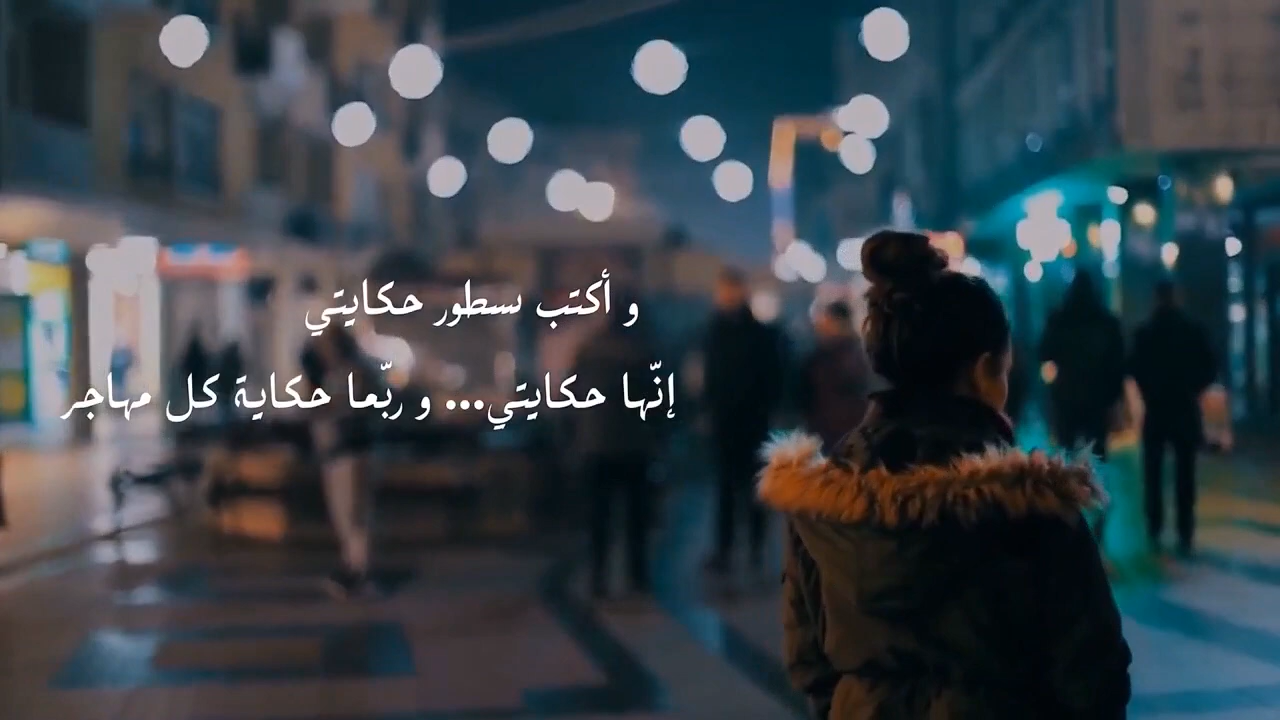 و أكتب سطور حكايتي
إنّها حكايتي... و ربّما حكاية كل مهاجر